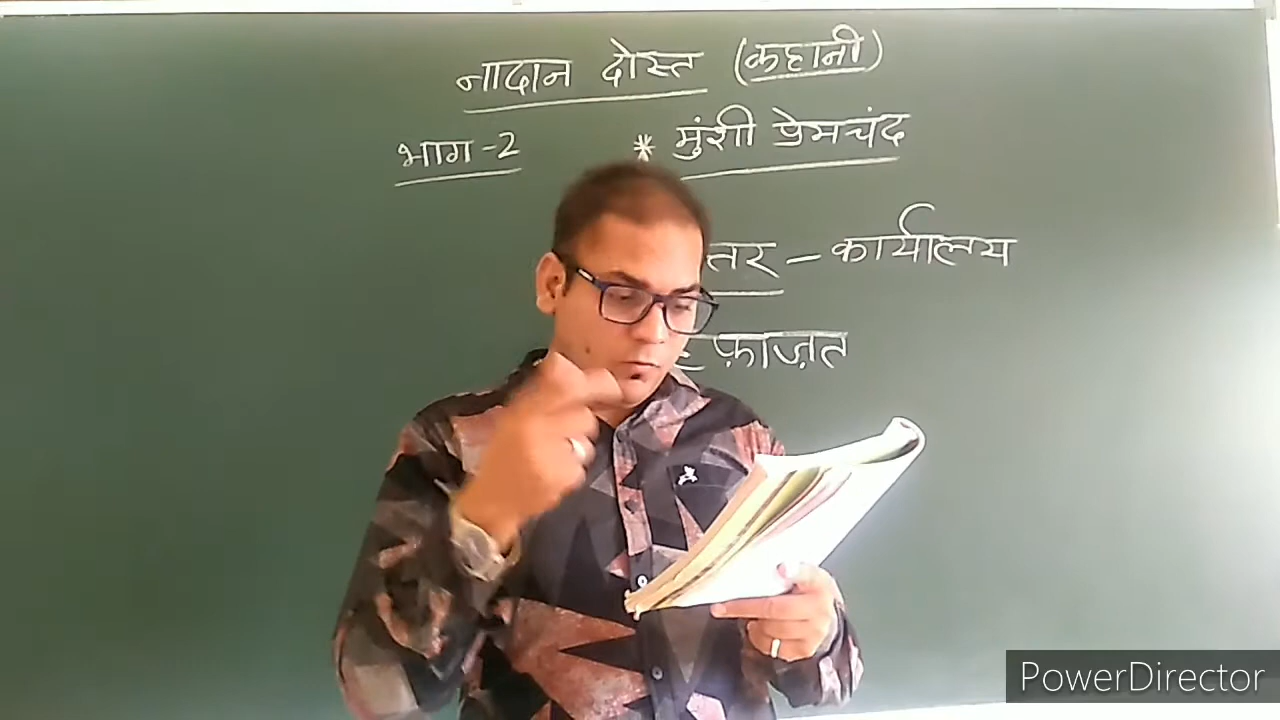 नादान दोस्त (कहानी)
भाग-2 * मुंशी प्रेमचंद
तर – कार्यालय
फ़ाज़त
PowerDirector